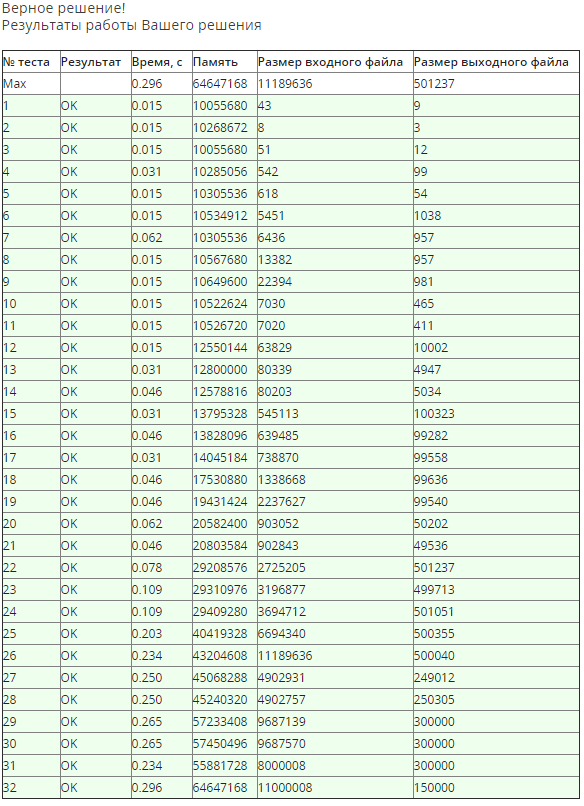 Верное решение!
Результаты работы Вашего решения
№ теста Результат Время, с Память Размер входного файла Размер выходного файла
Max 0.296 64647168 11189636 501237
1 OK 0.015 10055680 43 9
2 OK 0.015 10268672 8 3
3 OK 0.015 10055680 51 12
4 OK 0.031 10285056 542 99
5 OK 0.015 10305536 618 54
6 OK 0.015 10534912 5451 1038
7 OK 0.062 10305536 6436 957
8 OK 0.015 10567680 13382 957
9 OK 0.015 10649600 22394 981
10 OK 0.015 10522624 7030 465
11 OK 0.015 10526720 7020 411
12 OK 0.015 12550144 63829 10002
13 OK 0.031 12800000 80339 4947
14 OK 0.046 12578816 80203 5034
15 OK 0.031 13795328 545113 100323
16 OK 0.046 13828096 639485 99282
17 OK 0.031 14045184 738870 99558
18 OK 0.046 17530880 1338668 99636
19 OK 0.046 19431424 2237627 99540
20 OK 0.062 20582400 903052 50202
21 OK 0.046 20803584 902843 49536
22 OK 0.078 29208576 2725205 501237
23 OK 0.109 29310976 3196877 499713
24 OK 0.109 29409280 3694712 501051
25 OK 0.203 40419328 6694340 500355
26 OK 0.234 43204608 11189636 500040
27 OK 0.250 45068288 4902931 249012
28 OK 0.250 45240320 4902757 250305
29 OK 0.265 57233408 9687139 300000
30 OK 0.265 57450496 9687570 300000
31 OK 0.234 55881728 8000008 300000
32 OK 0.296 64647168 11000008 150000